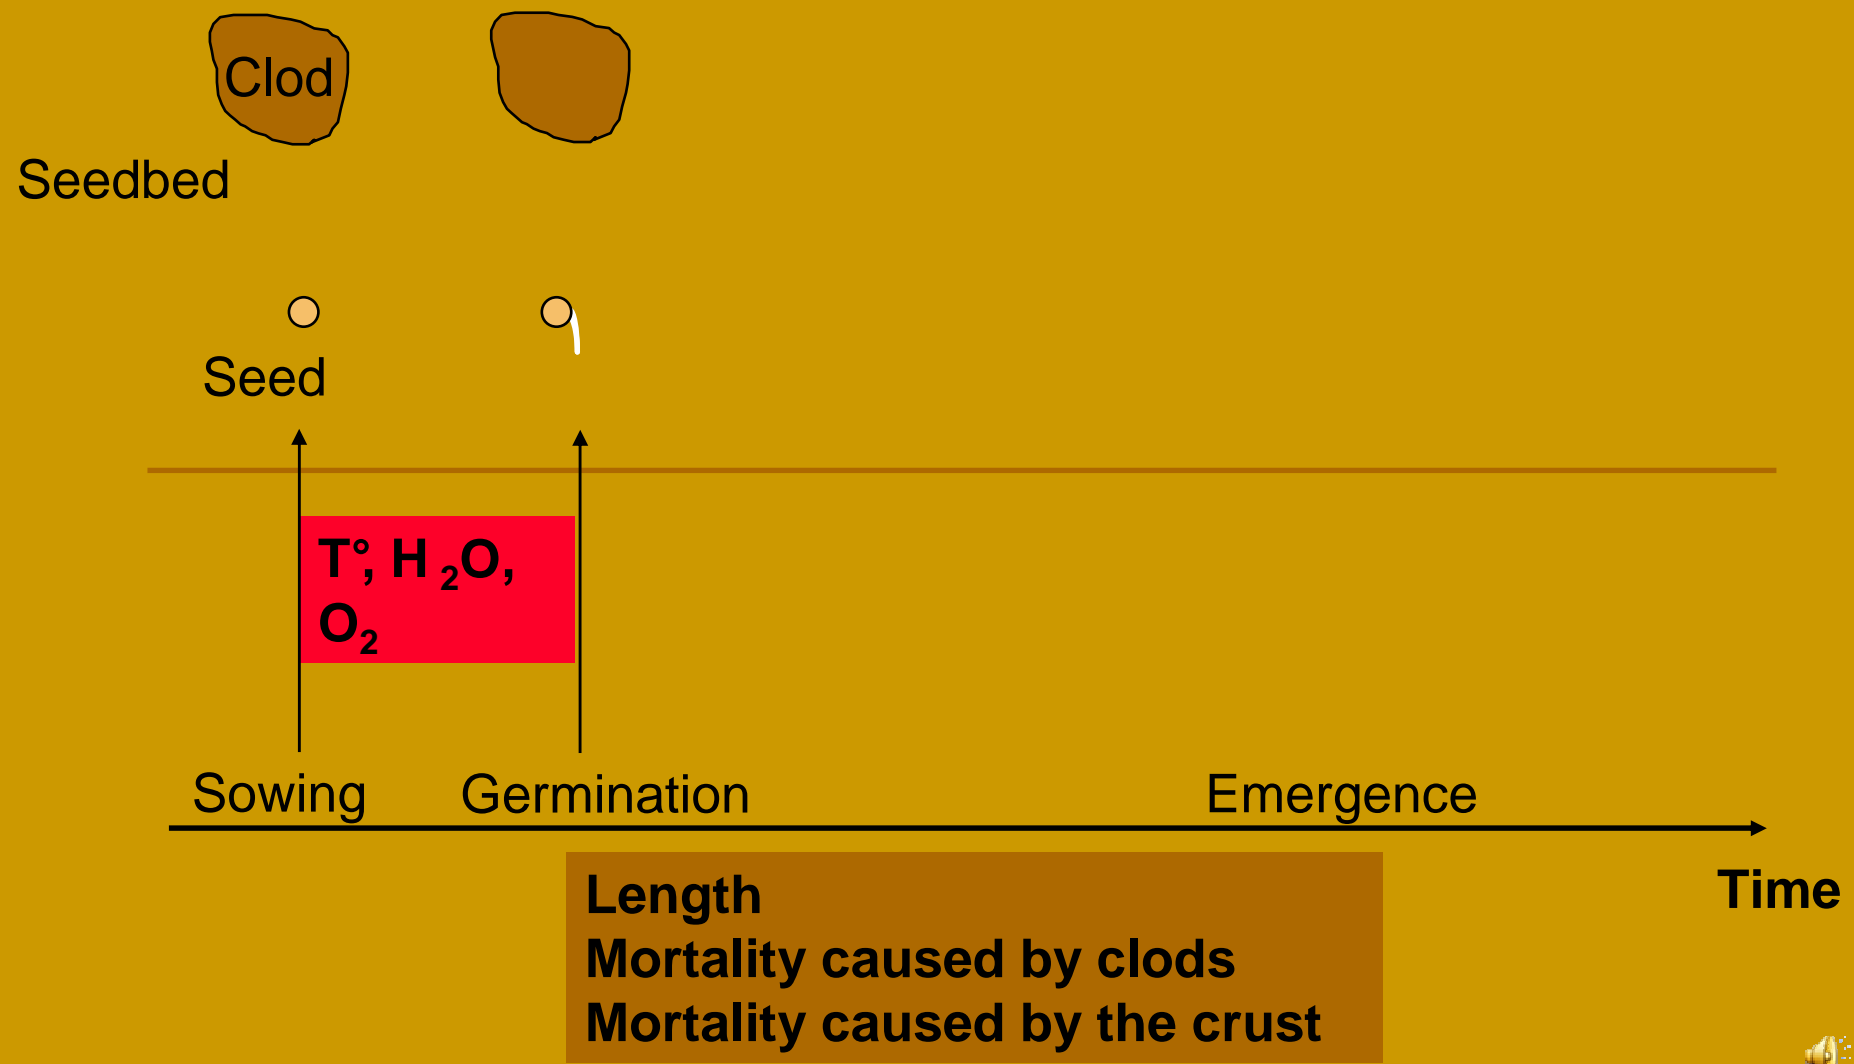 Clod
Seedbed
Seed
T°, H ₂O,
O₂
Sowing
Germination
Emergence
Time
Length
Mortality caused by clods
Mortality caused by the crust